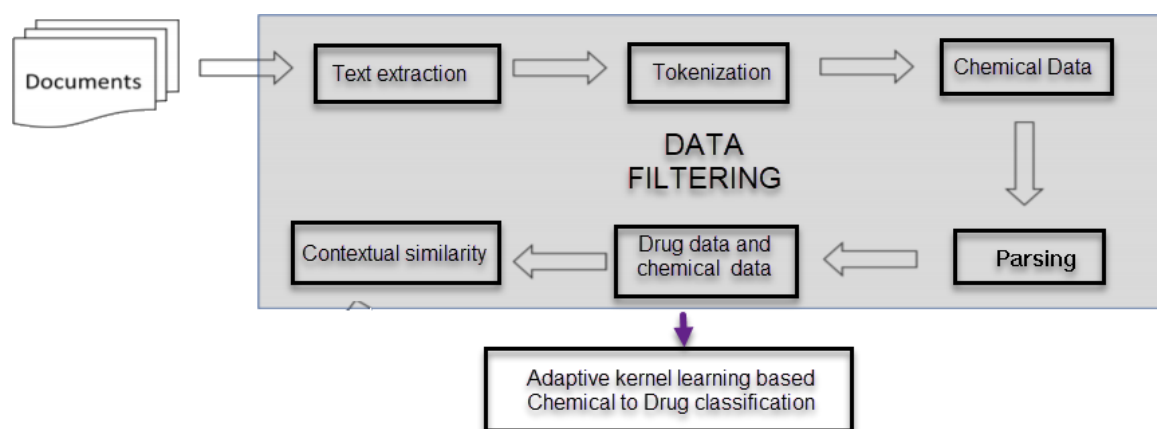 Documents
Text extraction
Tokenization
Chemical Data
DATA
FILTERING
Contextual similarity
Drug data and
chemical data
Parsing
Adaptive kernel learning based
Chemical to Drug classification